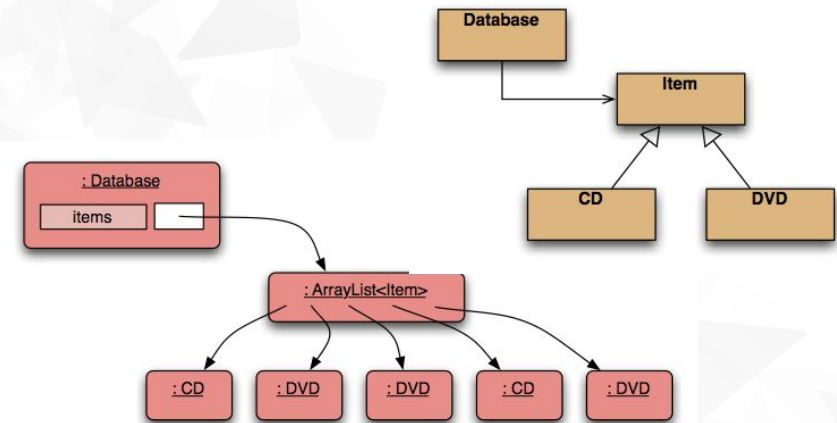 Database
Item
CD DVD
: Database
items
: ArrayList<Item>
: CD : DVD : DVD : CD : DVD